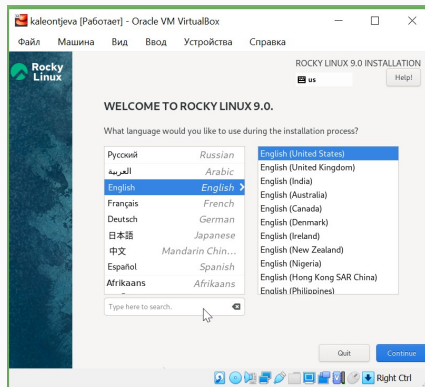 kaleontjeva [Работает] - Oracle VM VirtualBox
Файл Машина Вид Ввод Устройства Справка
Rocky
Linux
ROCKY LINUX 9.0 INSTALLATION
us
Help!
WELCOME TO ROCKY LINUX 9.0.
What language would you like to use during the installation process?
Русский Russian
العربية Arabic
English English
Français French
Deutsch German
日本語 Japanese
中文 Mandarin Chin...
Español Spanish
Afrikaans Afrikaans
Type here to search.
English (United States)
English (United Kingdom)
English (India)
English (Australia)
English (Canada)
English (Denmark)
English (Ireland)
English (New Zealand)
English (Nigeria)
English (Hong Kong SAR China)
English (Philippines)
Quit
Continue
Right Ctrl